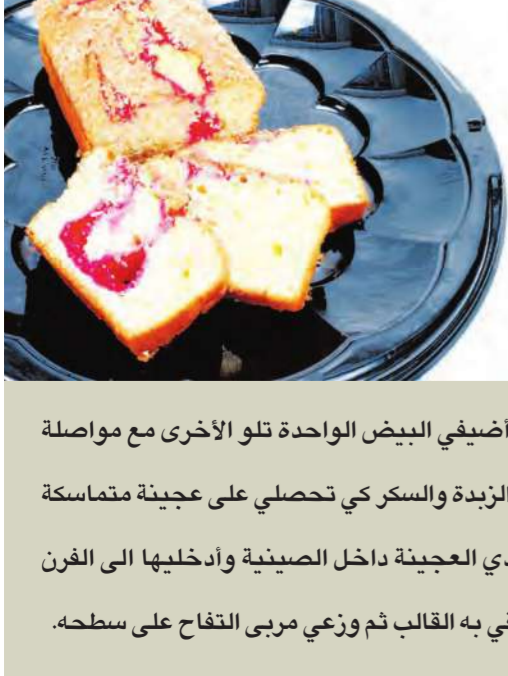 أضيفي البيض الواحدة تلو الأخرى مع مواصلة
الزبدة والسكر كي تحصلي على عجينة متماسكة
العجينة داخل الصينية وأدخليها الى الفرن
به القالب ثم وزعي مربى التفاح على سطحه.